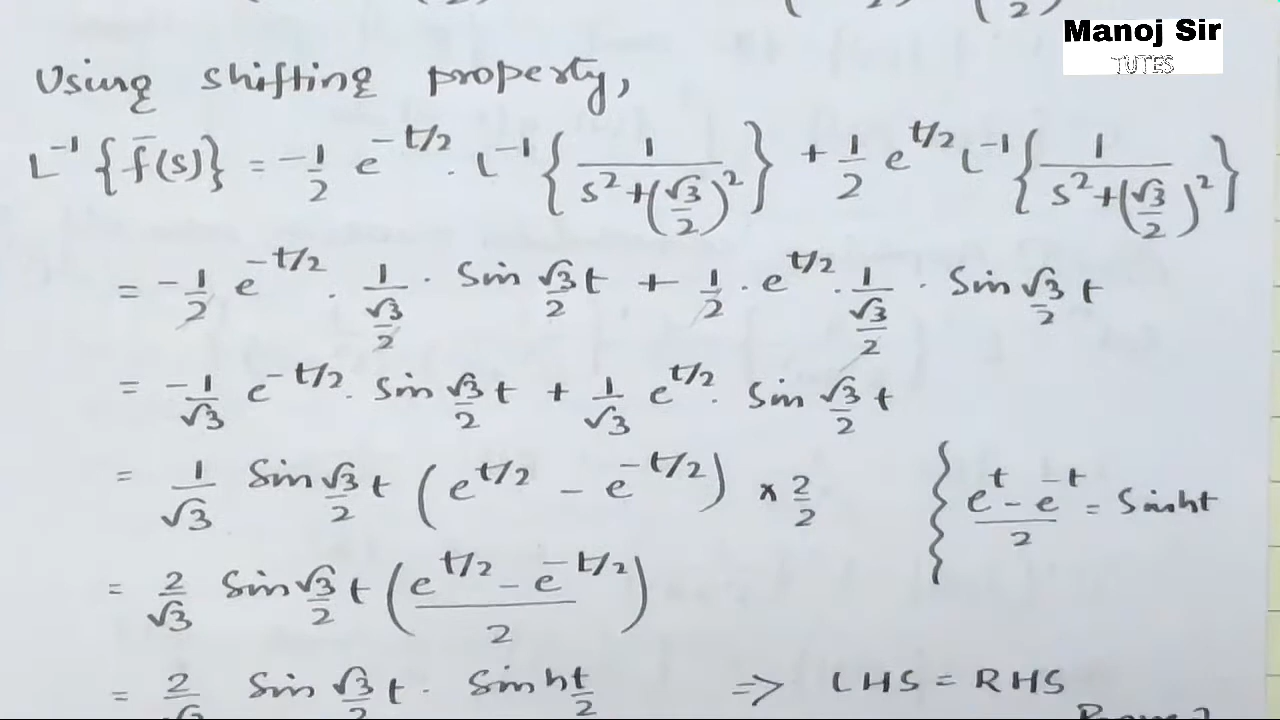 Manoj Sir
TUTES
Using shifting property,
L⁻¹{f̄(s)} = -1/2 e^(-t/2) . L⁻¹{1/(s²+(√3/2)²)} + 1/2 e^(t/2) L⁻¹{1/(s²+(√3/2)²)}
= -1/2 e^(-t/2) . 1/(√3/2) . Sin √3/2 t + 1/2 . e^(t/2) . 1/(√3/2) . Sin √3/2 t
= -1/√3 e^(-t/2) . Sin √3/2 t + 1/√3 e^(t/2) . Sin √3/2 t
= 1/√3 Sin √3/2 t (e^(t/2) - e^(-t/2)) × 2/2 { (e^t - e^-t)/2 = Sinht
= 2/√3 Sin √3/2 t ((e^(t/2) - e^(-t/2))/2)
= 2/√3 Sin √3/2 t . Sinh t/2 ⇒ LHS = RHS